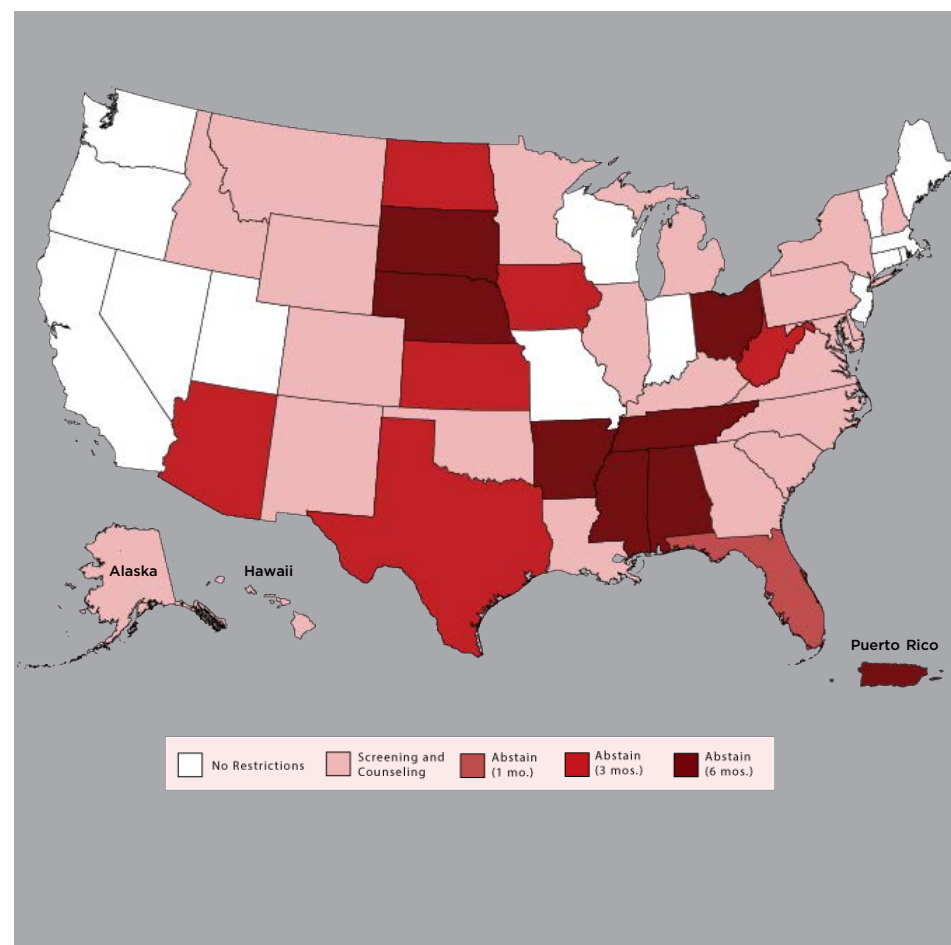 Alaska
Hawaii
Puerto Rico
No Restrictions
Screening and
Counseling
Abstain
(1 mo.)
Abstain
(3 mos.)
Abstain
(6 mos.)